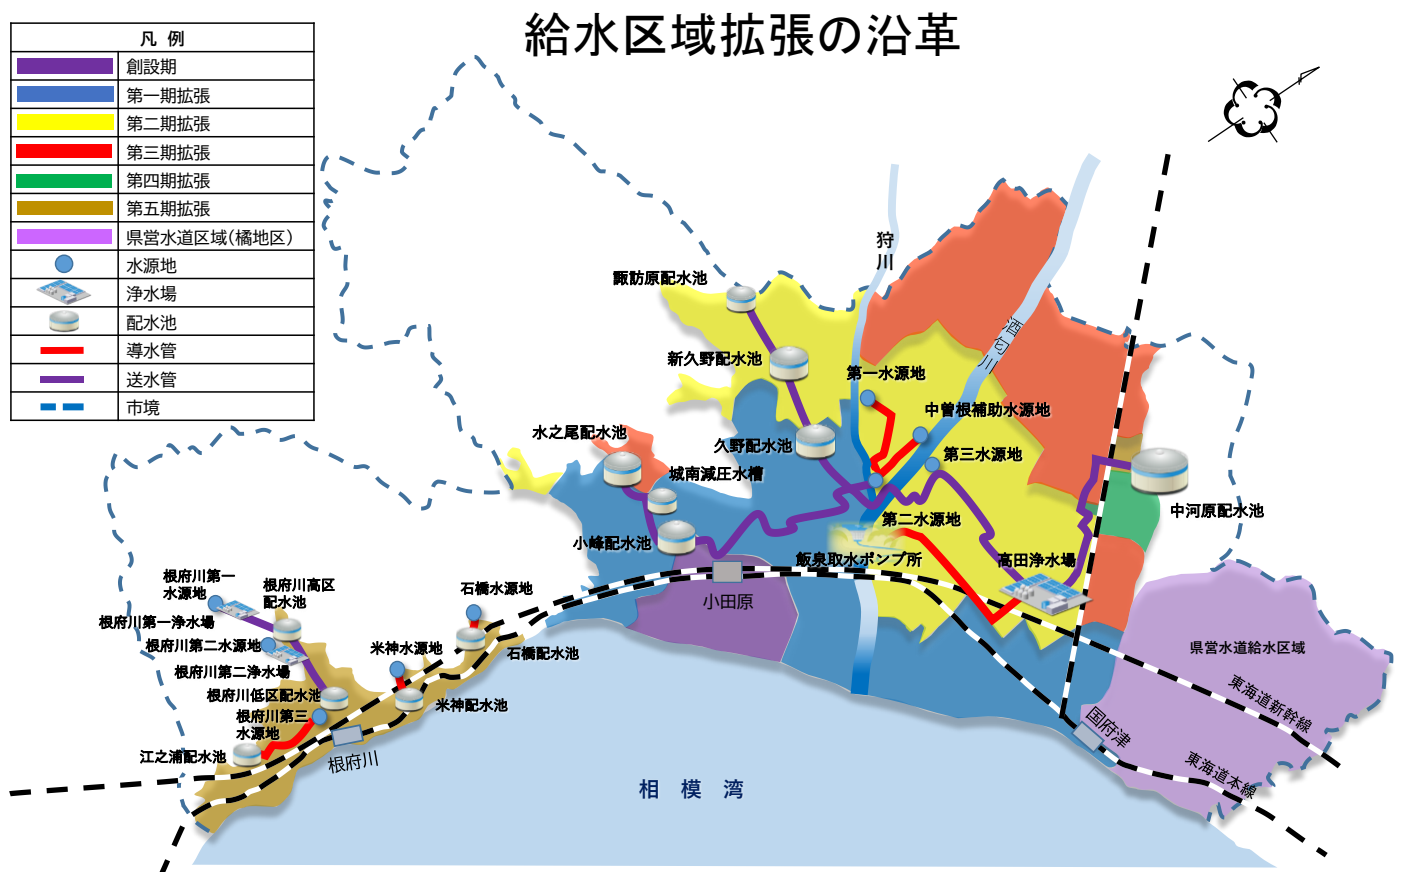 給水区域拡張の沿革
凡 例
創設期
第一期拡張
第二期拡張
第三期拡張
第四期拡張
第五期拡張
県営水道区域(橘地区)
水源地
浄水場
配水池
導水管
送水管
市境
狩川
酒匂川
諏訪原配水池
新久野配水池
第一水源地
中曽根補助水源地
水之尾配水池
久野配水池
第三水源地
城南減圧水槽
中河原配水池
第二水源地
小峰配水池
飯泉取水ポンプ所
高田浄水場
根府川第一
水源地
根府川高区
配水池
石橋水源地
小田原
根府川第一浄水場
根府川第二水源地
米神水源地
石橋配水池
県営水道給水区域
根府川第二浄水場
根府川低区配水池
米神配水池
東海道新幹線
根府川第三
水源地
国府津
江之浦配水池
根府川
東海道本線
相 模 湾